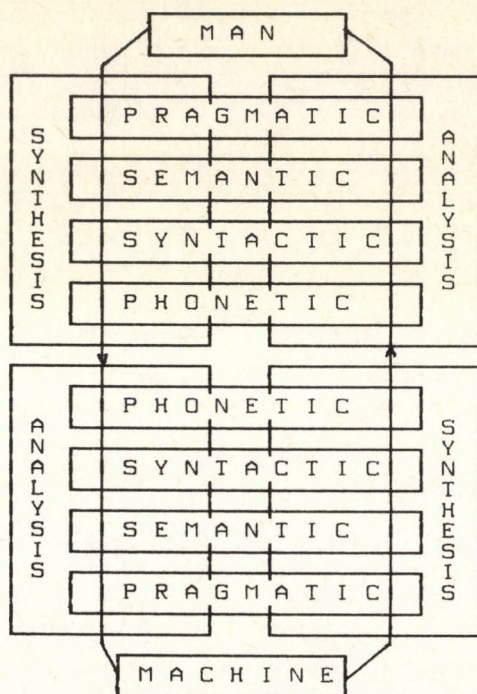 MAN
SYNTHESIS
PRAGMATIC
SEMANTIC
SYNTACTIC
PHONETIC
ANALYSIS
ANALYSIS
PHONETIC
SYNTACTIC
SEMANTIC
PRAGMATIC
SYNTHESIS
MACHINE